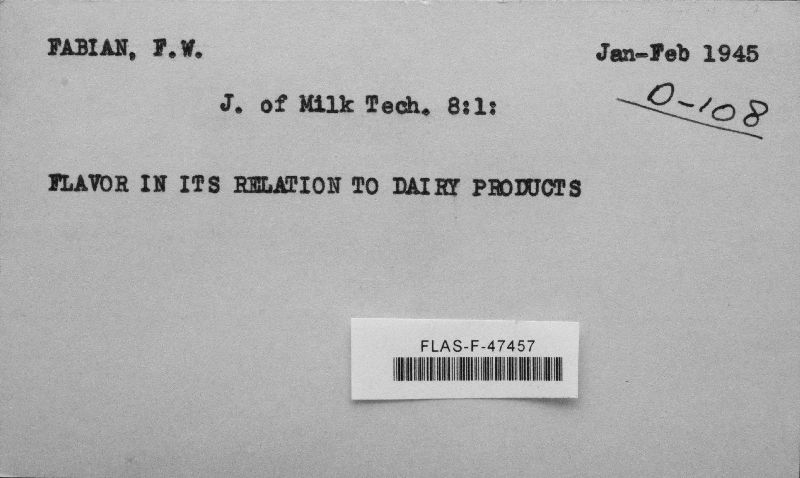 FABIAN, F.W.
Jan-Feb 1945
J. of Milk Tech. 8:1:
O-108
FLAVOR IN ITS RELATION TO DAIRY PRODUCTS
FLAS-F-47457